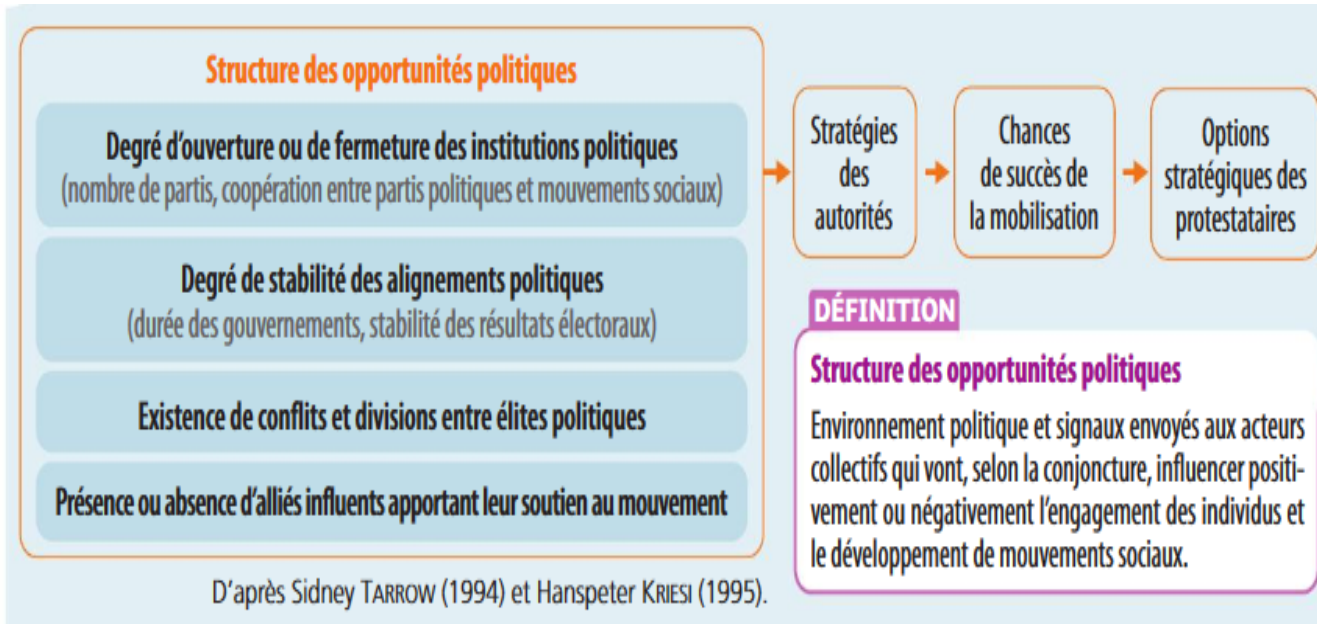 Structure des opportunités politiques
Degré d'ouverture ou de fermeture des institutions politiques
(nombre de partis, coopération entre partis politiques et mouvements sociaux)
Degré de stabilité des alignements politiques
(durée des gouvernements, stabilité des résultats électoraux)
Existence de conflits et divisions entre élites politiques
Présence ou absence d'alliés influents apportant leur soutien au mouvement
D'après Sidney TARROW (1994) et Hanspeter KRIESI (1995).
Stratégies
des
autorités
Chances
de succès de
la mobilisation
Options
stratégiques des
protestataires
DÉFINITION
Structure des opportunités politiques
Environnement politique et signaux envoyés aux acteurs
collectifs qui vont, selon la conjoncture, influencer positi-
vement ou négativement l'engagement des individus et
le développement de mouvements sociaux.